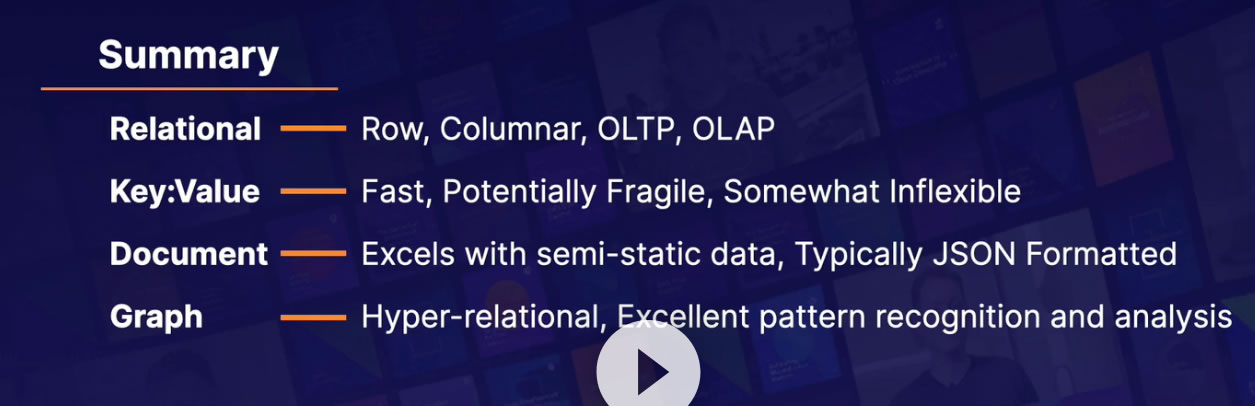 Summary
Relational — Row, Columnar, OLTP, OLAP
Key:Value — Fast, Potentially Fragile, Somewhat Inflexible
Document — Excels with semi-static data, Typically JSON Formatted
Graph — Hyper-relational, Excellent pattern recognition and analysis